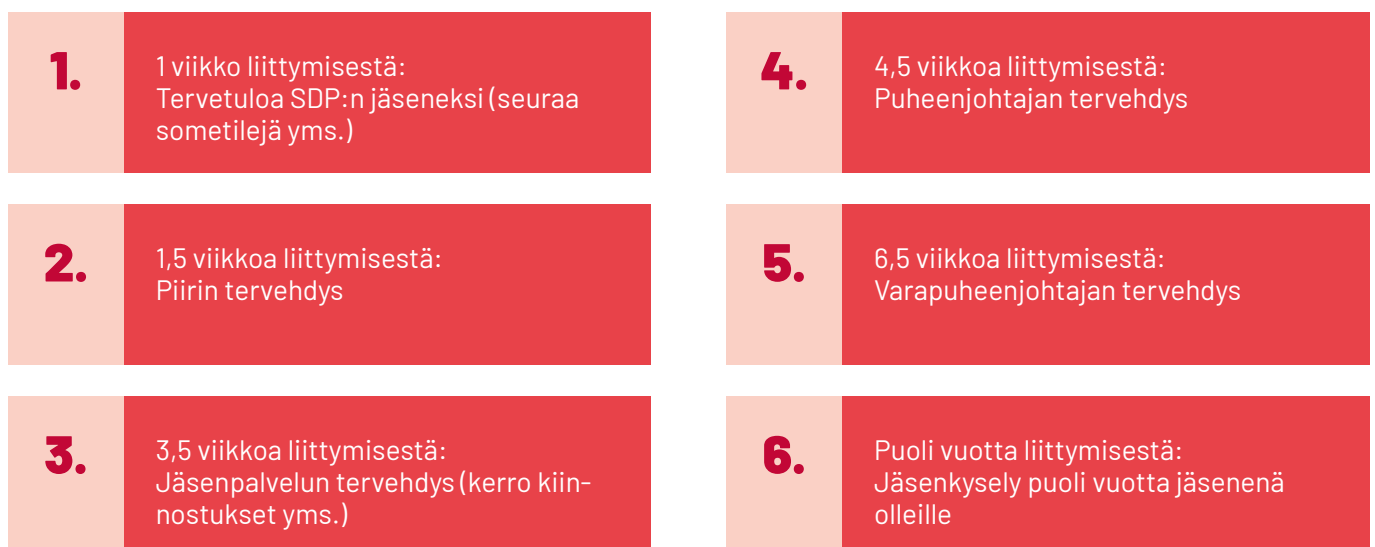 1.
1 viikko liittymisestä:
Tervetuloa SDP:n jäseneksi (seuraa
sometilejä yms.)
2.
1,5 viikkoa liittymisestä:
Piirin tervehdys
3.
3,5 viikkoa liittymisestä:
Jäsenpalvelun tervehdys (kerro kiin-
nostukset yms.)
4.
4,5 viikkoa liittymisestä:
Puheenjohtajan tervehdys
5.
6,5 viikkoa liittymisestä:
Varapuheenjohtajan tervehdys
6.
Puoli vuotta liittymisestä:
Jäsenkysely puoli vuotta jäsenenä
olleille